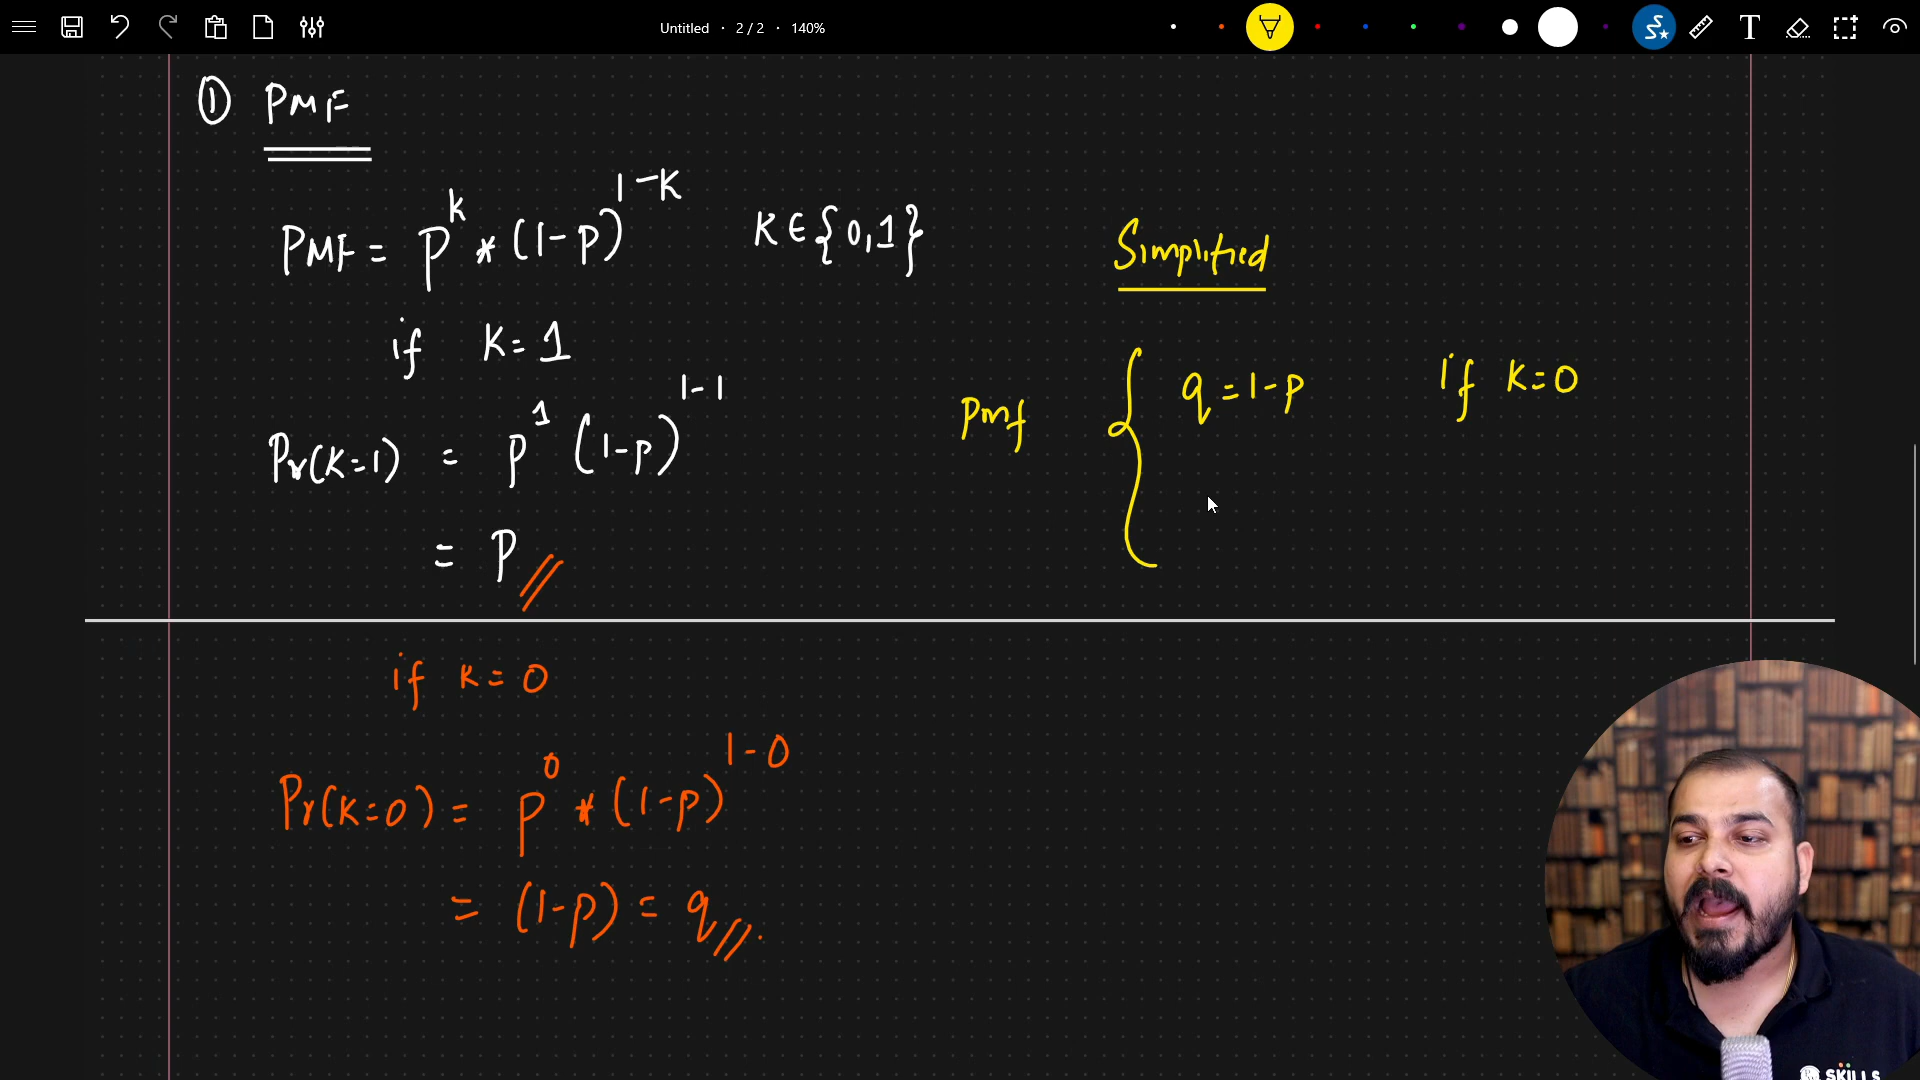 Untitled · 2 / 2 · 140%
① PMF
PMF = p^k * (1-p)^1-k K ∈ {0,1}
if K=1
Pr(K=1) = p^1 (1-p)^1-1
= p
if K=0
Pr(K=0) = p^0 * (1-p)^1-0
= (1-p) = q
Simplified
Pmf { q = 1-p if K=0
SKILLS